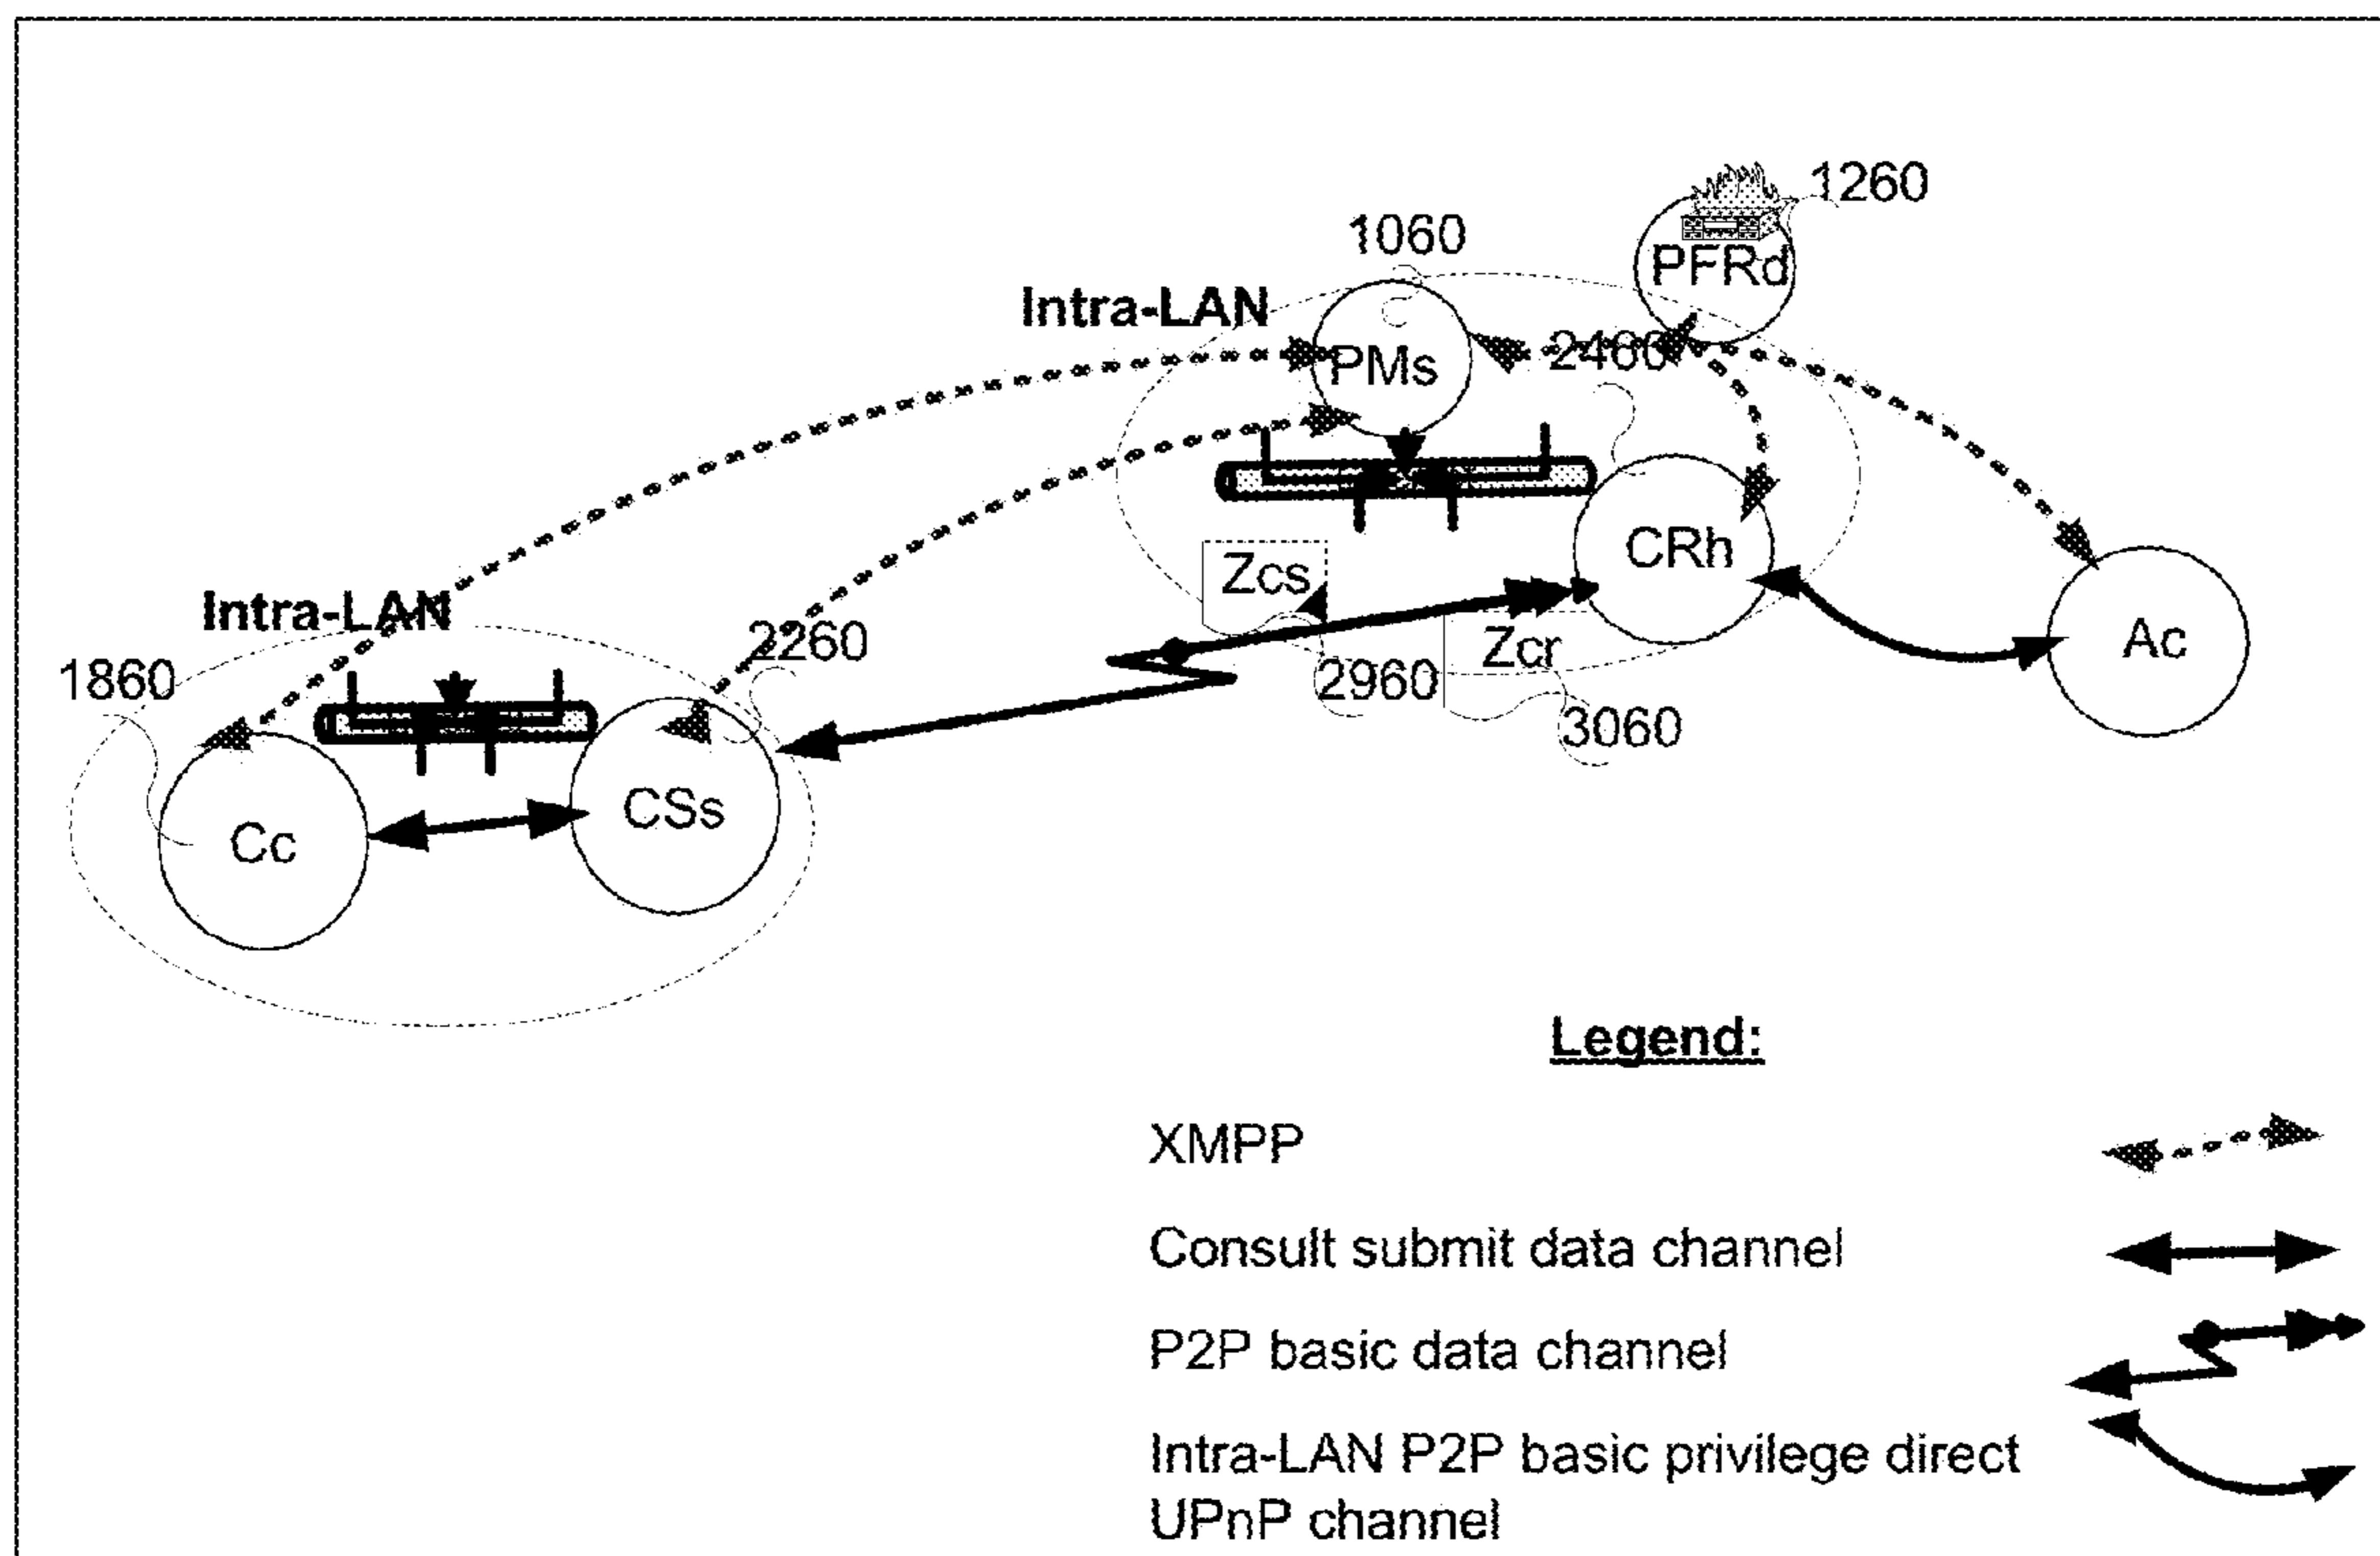 1260
1060
PFRd
Intra-LAN
2460
PMs
CRh
Zcs
Intra-LAN
2260
Zcr
Ac
1860
2960
3060
CSs
Cc
Legend:
XMPP
Consult submit data channel
P2P basic data channel
Intra-LAN P2P basic privilege direct
UPnP channel